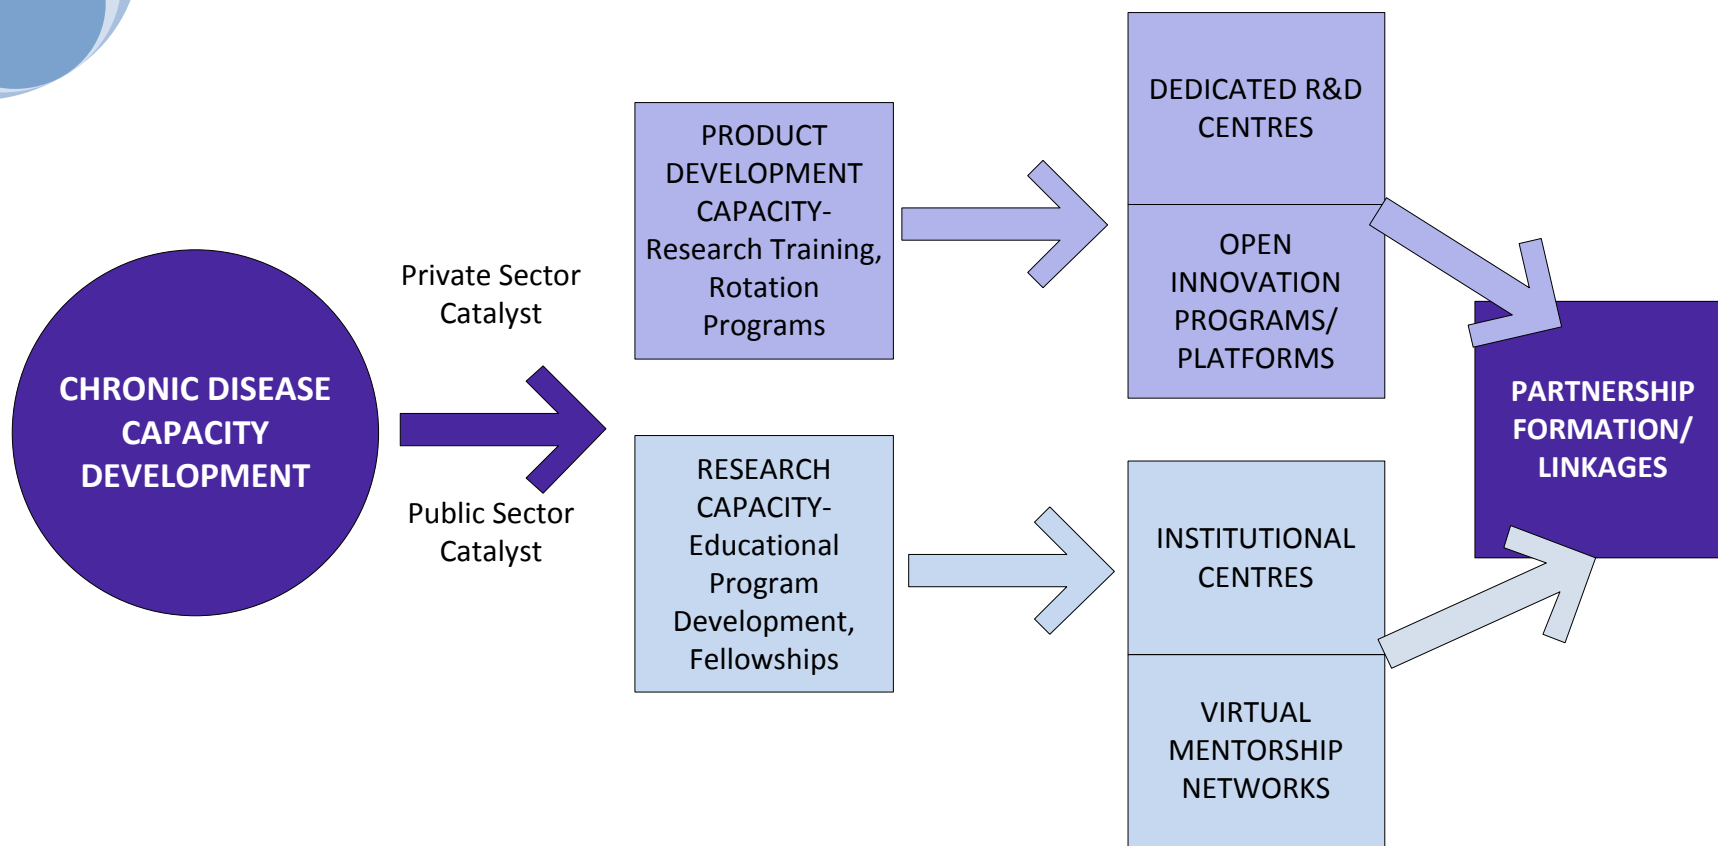 CHRONIC DISEASE
CAPACITY
DEVELOPMENT
Private Sector
Catalyst
Public Sector
Catalyst
PRODUCT
DEVELOPMENT
CAPACITY-
Research Training,
Rotation
Programs
RESEARCH
CAPACITY-
Educational
Program
Development,
Fellowships
DEDICATED R&D
CENTRES
OPEN
INNOVATION
PROGRAMS/
PLATFORMS
INSTITUTIONAL
CENTRES
VIRTUAL
MENTORSHIP
NETWORKS
PARTNERSHIP
FORMATION/
LINKAGES